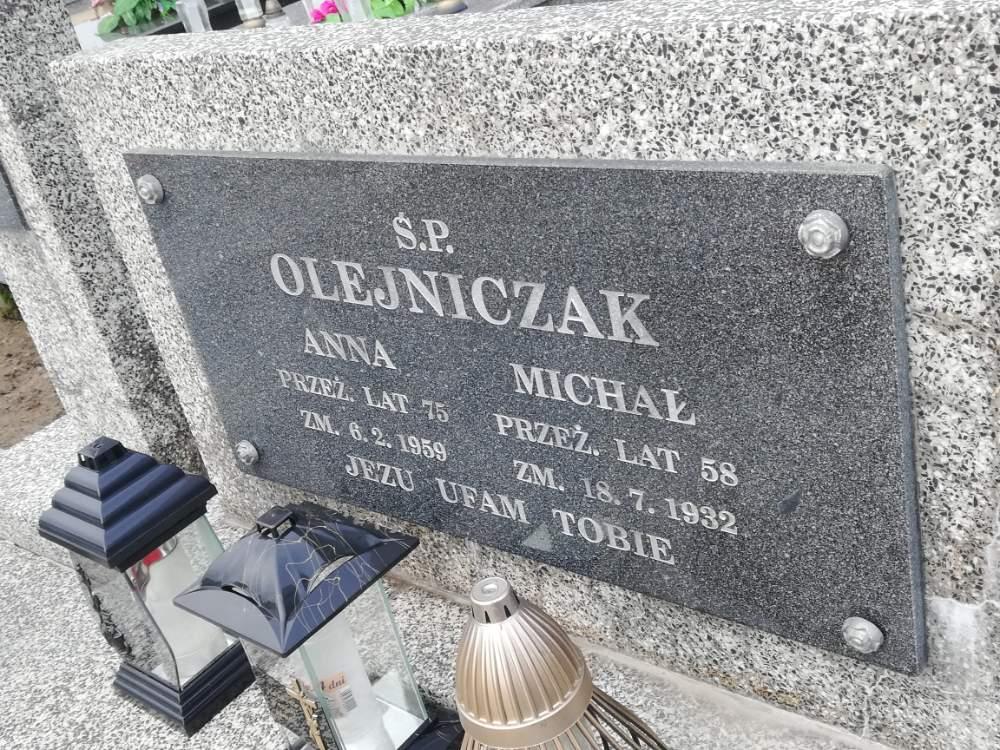 Ś.P.
OLEJNICZAK
ANNA
PRZEŻ. LAT 75
ZM. 6.2.1959
MICHAŁ
PRZEŻ. LAT 58
ZM. 18.7.1932
JEZU UFAM TOBIE
dni